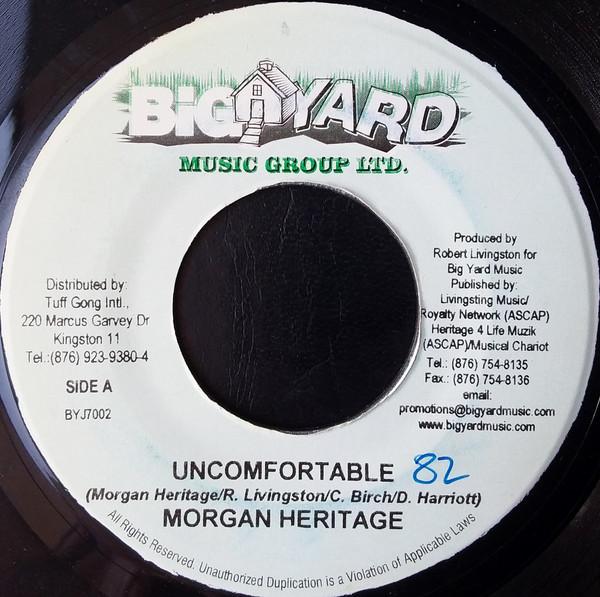 BiG YARD
MUSIC GROUP LTD.
Distributed by:
Tuff Gong Intl.,
220 Marcus Garvey Dr
Kingston 11
Tel.:(876) 923-9380-4
SIDE A
BYJ7002
Produced by
Robert Livingston for
Big Yard Music
Published by:
Livingsting Music/
Royalty Network (ASCAP)
Heritage 4 Life Muzik
(ASCAP)/Musical Chariot
Tel.: (876) 754-8135
Fax.: (876) 754-8136
email:
promotions@bigyardmusic.com
www.bigyardmusic.com
UNCOMFORTABLE 82
(Morgan Heritage/R. Livingston/C. Birch/D. Harriott)
MORGAN HERITAGE
All Rights Reserved. Unauthorized Duplication is a Violation of Applicable Laws